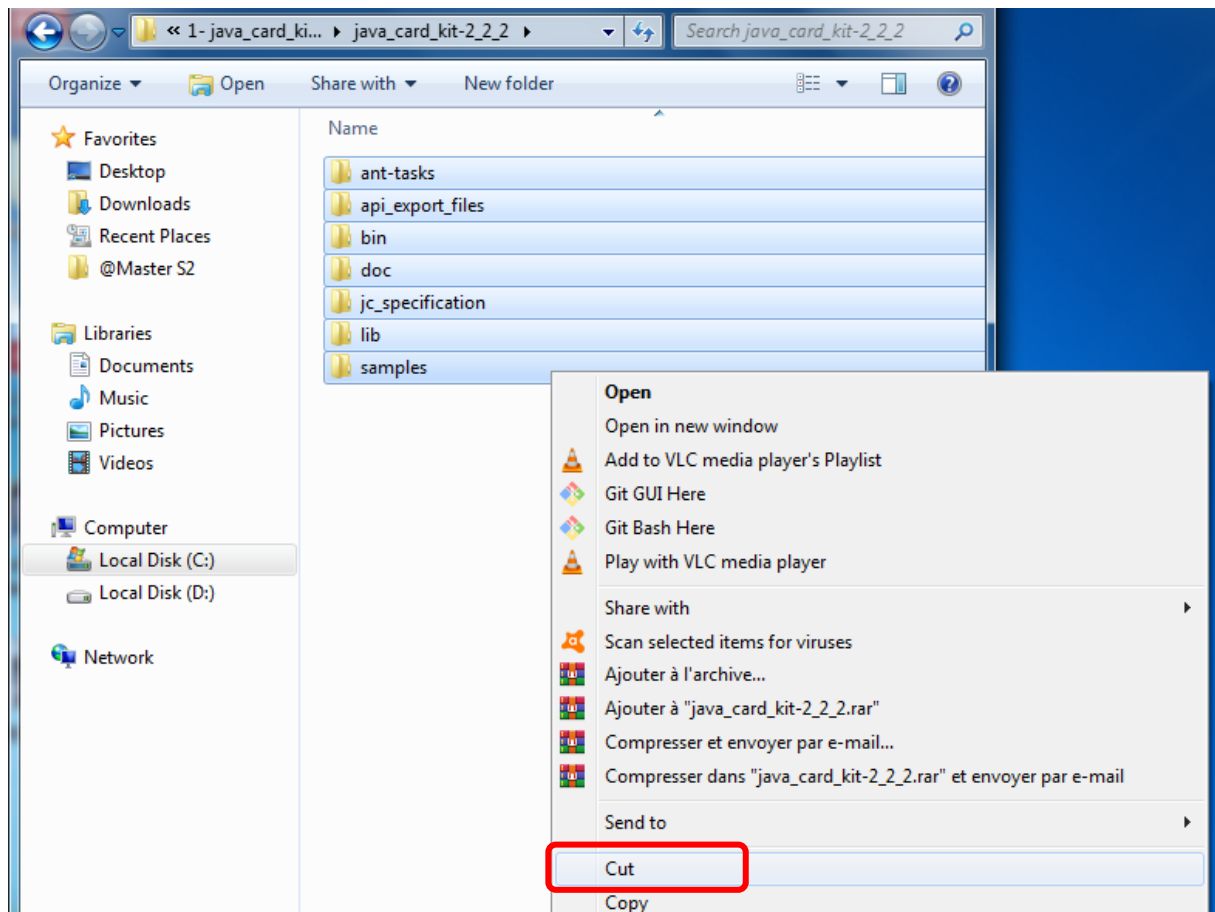 « 1- java_card_ki... java_card_kit-2_2_2
Search java_card_kit-2_2_2
Organize Open Share with New folder
Favorites
Desktop
Downloads
Recent Places
@Master S2
Libraries
Documents
Music
Pictures
Videos
Computer
Local Disk (C:)
Local Disk (D:)
Network
Name
ant-tasks
api_export_files
bin
doc
jc_specification
lib
samples
Open
Open in new window
Add to VLC media player's Playlist
Git GUI Here
Git Bash Here
Play with VLC media player
Share with
Scan selected items for viruses
Ajouter à l'archive...
Ajouter à "java_card_kit-2_2_2.rar"
Compresser et envoyer par e-mail...
Compresser dans "java_card_kit-2_2_2.rar" et envoyer par e-mail
Send to
Cut
Copy